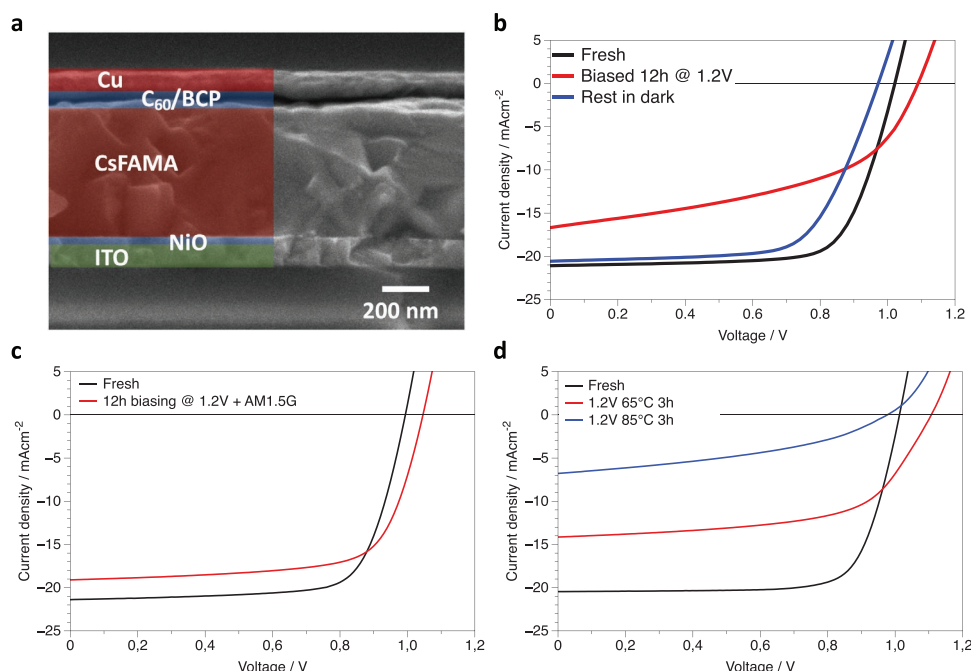 a
Cu
C60/BCP
CsFAMA
NiO
ITO
200 nm
b
Fresh
Biased 12h @ 1.2V
Rest in dark
Current density / mAcm-2
5
0
−5
−10
−15
−20
−25
0 0.2 0.4 0.6 0.8 1.0 1.2
Voltage / V
c
Fresh
12h biasing @ 1.2V + AM1.5G
Current density / mAcm-2
5
0
−5
−10
−15
−20
−25
0 0,2 0,4 0,6 0,8 1,0 1,2
Voltage / V
d
Fresh
1.2V 65°C 3h
1.2V 85°C 3h
Current density / mAcm-2
5
0
−5
−10
−15
−20
−25
0 0,2 0,4 0,6 0,8 1,0 1,2
Voltage / V